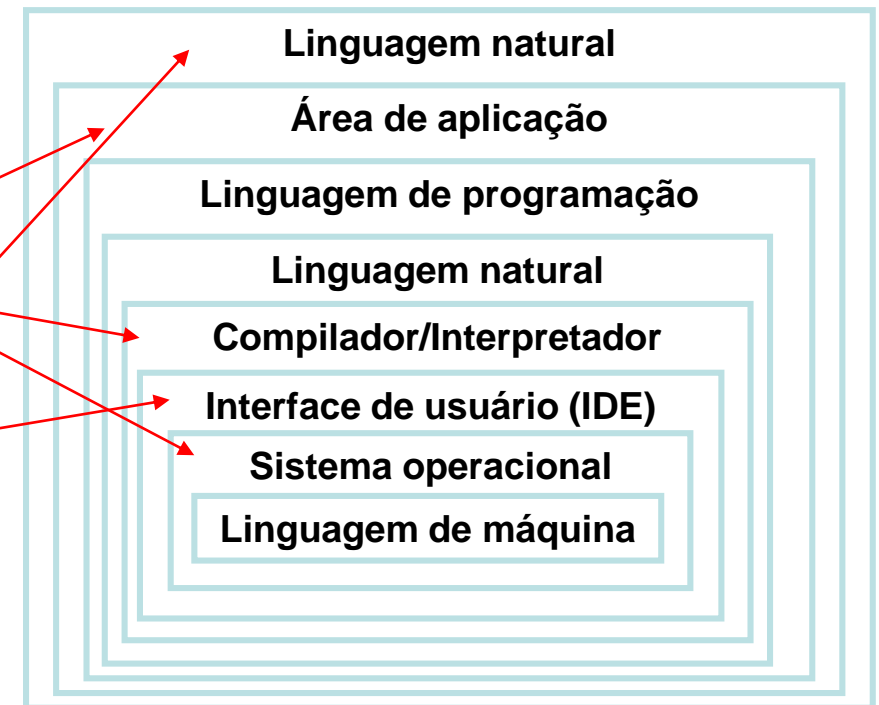 Linguagem natural
Área de aplicação
Linguagem de programação
Linguagem natural
Compilador/Interpretador
Interface de usuário (IDE)
Sistema operacional
Linguagem de máquina